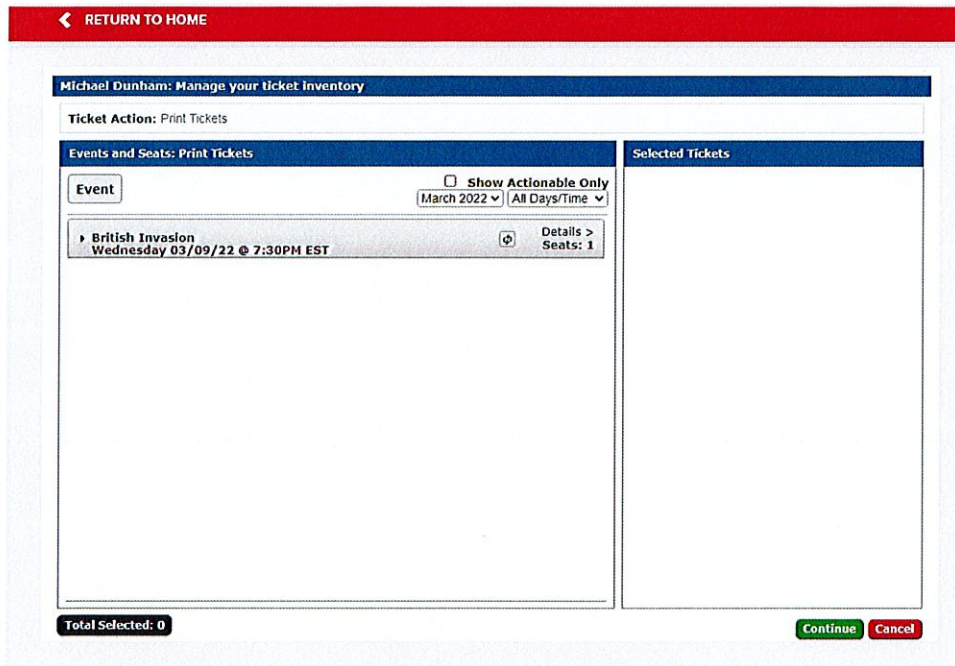 RETURN TO HOME
Michael Dunham: Manage your ticket inventory
Ticket Action: Print Tickets
Events and Seats: Print Tickets
Selected Tickets
Event
Show Actionable Only
March 2022 All Days/Time
British Invasion
Wednesday 03/09/22 @ 7:30PM EST
Details >
Seats: 1
Total Selected: 0
Continue Cancel